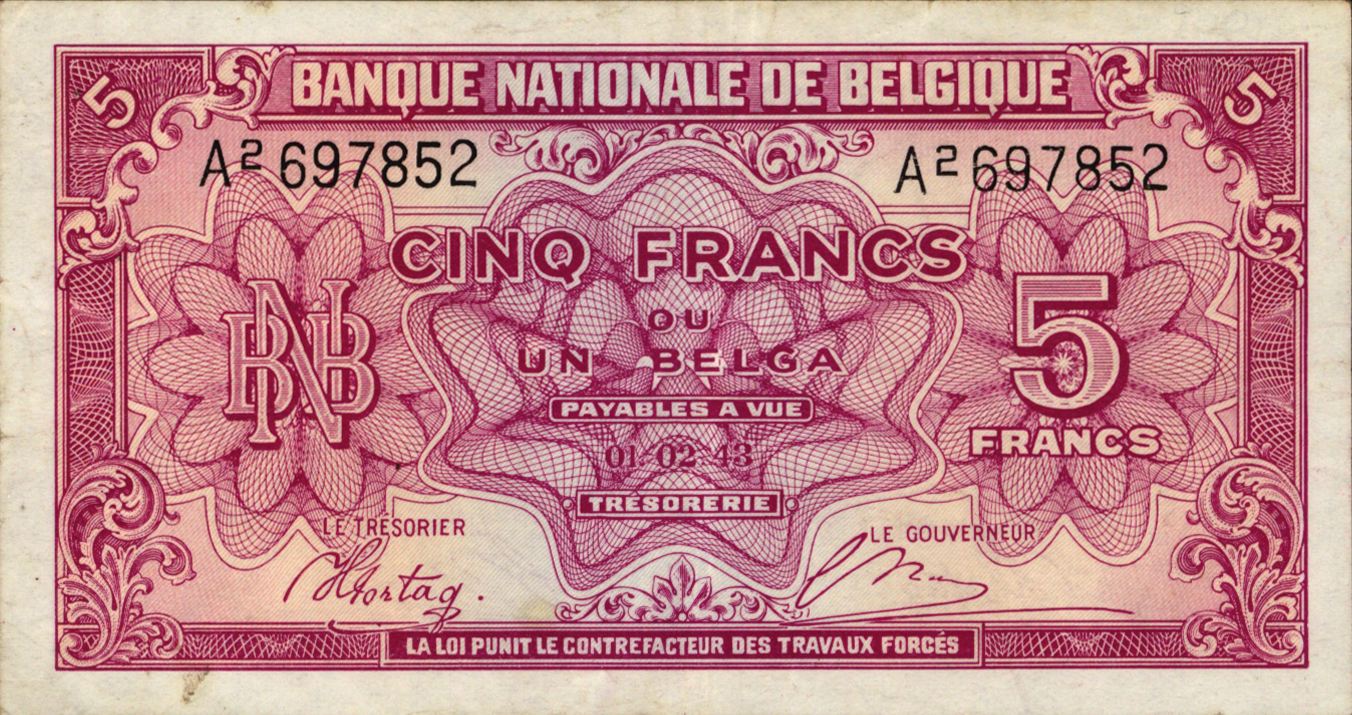 5 BANQUE NATIONALE DE BELGIQUE 5
A2 697852 A2 697852
CINQ FRANCS
OU
UN BELGA
PAYABLES A VUE
01-02-43
TRÉSORERIE
BNB
5
FRANCS
LE TRÉSORIER LE GOUVERNEUR
LA LOI PUNIT LE CONTREFACTEUR DES TRAVAUX FORCÉS